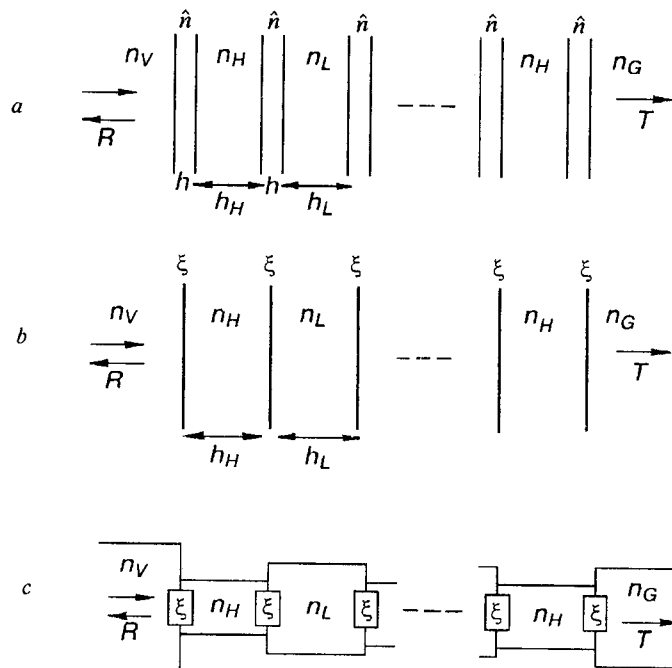 n̂ n̂ n̂ n̂
n_V n_H n_L n_H n_G
a
R T
h h_H h h_L
ξ ξ ξ ξ ξ
n_V n_H n_L n_H n_G
b
R T
h_H h_L
c
n_V n_G
ξ n_H ξ n_L ξ ξ n_H ξ
R T